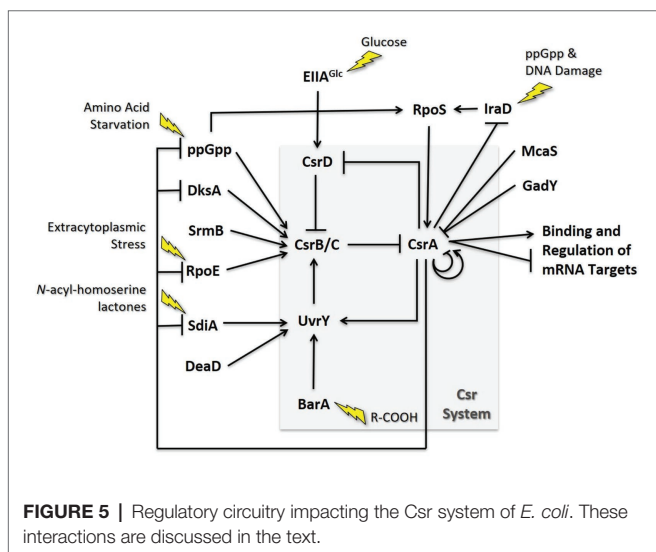 Glucose
EIIA^Glc
ppGpp &
DNA Damage
Amino Acid
Starvation
RpoS
IraD
ppGpp
CsrD
McaS
DksA
GadY
Extracytoplasmic
Stress
SrmB
CsrB/C
CsrA
Binding and
Regulation of
mRNA Targets
RpoE
N-acyl-homoserine
lactones
SdiA
UvrY
DeaD
BarA
R-COOH
Csr
System
FIGURE 5 | Regulatory circuitry impacting the Csr system of E. coli. These
interactions are discussed in the text.